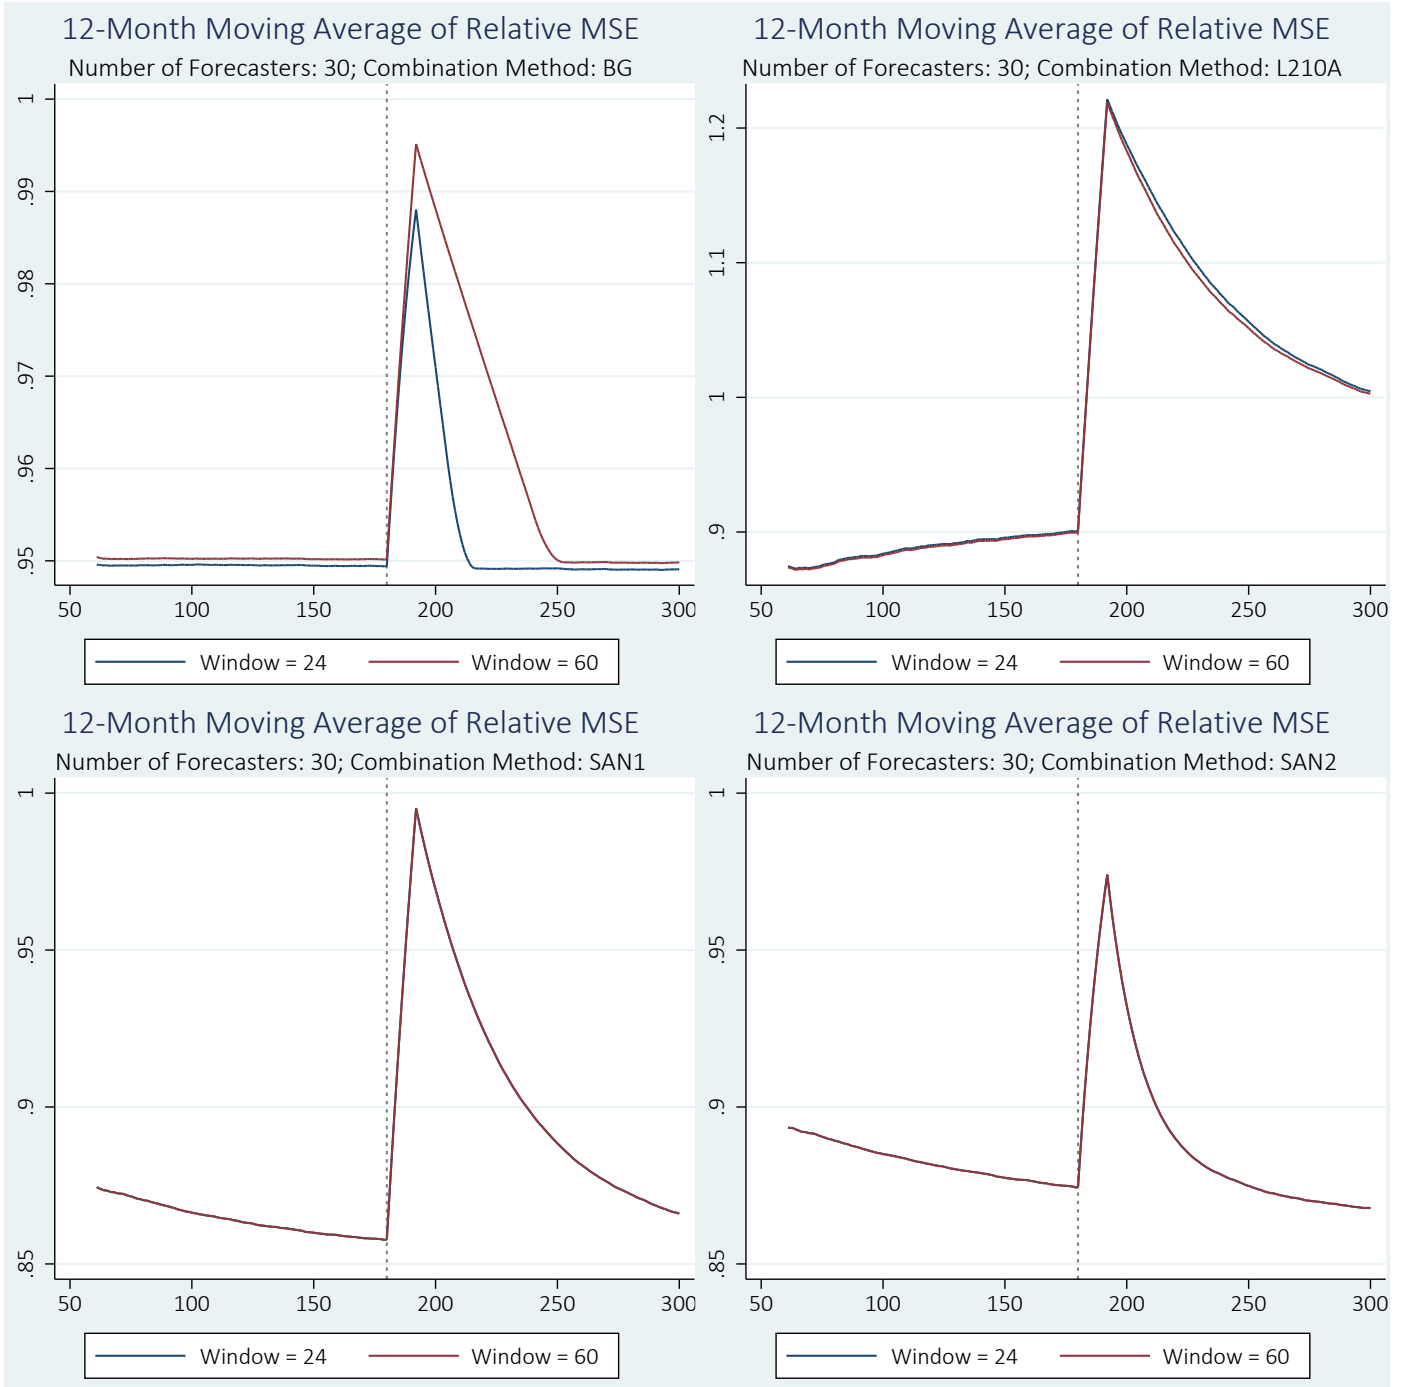 12-Month Moving Average of Relative MSE
Number of Forecasters: 30; Combination Method: BG
1
.99
.98
.97
.96
.95
50 100 150 200 250 300
Window = 24 Window = 60
12-Month Moving Average of Relative MSE
Number of Forecasters: 30; Combination Method: L210A
1.2
1.1
1
.9
50 100 150 200 250 300
Window = 24 Window = 60
12-Month Moving Average of Relative MSE
Number of Forecasters: 30; Combination Method: SAN1
1
.95
.9
.85
50 100 150 200 250 300
Window = 24 Window = 60
12-Month Moving Average of Relative MSE
Number of Forecasters: 30; Combination Method: SAN2
1
.95
.9
.85
50 100 150 200 250 300
Window = 24 Window = 60